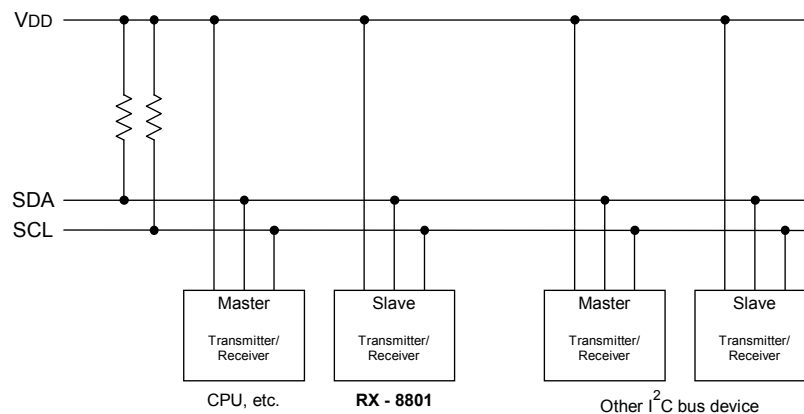 VDD
SDA
SCL
Master
Transmitter/
Receiver
CPU, etc.
Slave
Transmitter/
Receiver
RX - 8801
Master
Transmitter/
Receiver
Slave
Transmitter/
Receiver
Other I²C bus device